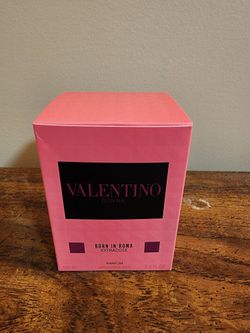 VALENTINO
DONNA
BORN IN ROMA
EXTRADOSE
PARFUM